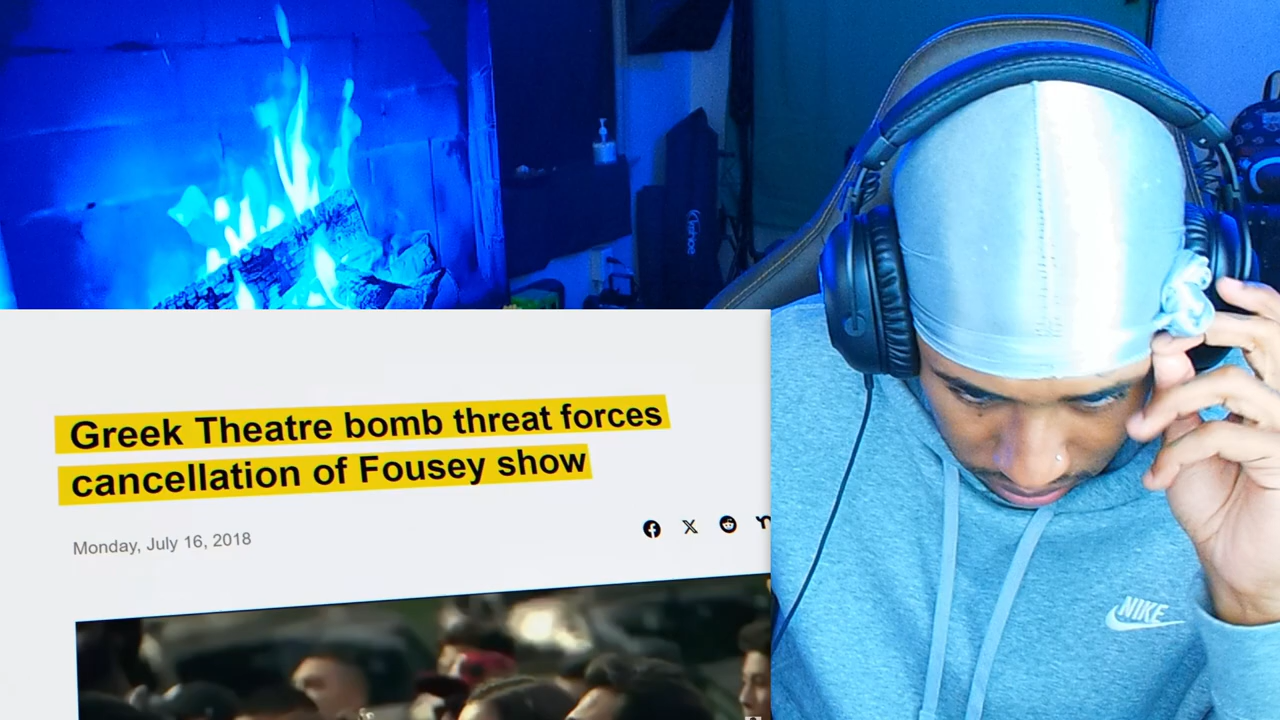 Greek Theatre bomb threat forces
cancellation of Fousey show
Monday, July 16, 2018
NIKE